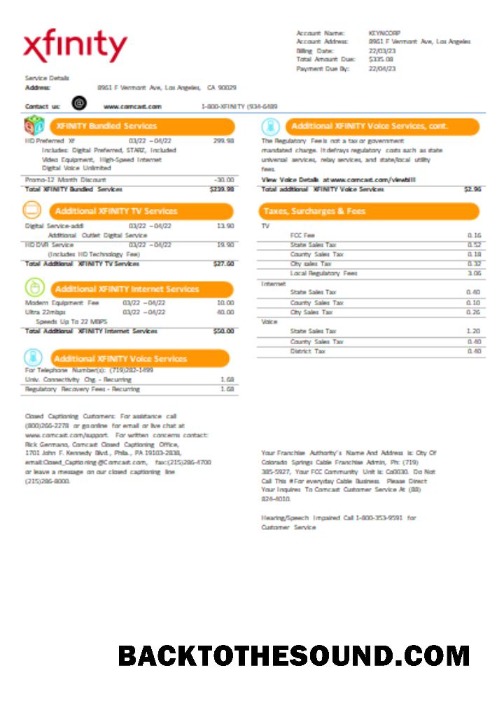 xfinity
Account Name: KEYNCORP
Account Address: 8961 F Vermont Ave, Los Angeles
Billing Date: 22/03/23
Total Amount Due: $335.08
Payment Due By: 22/04/23
Service Details
Address: 8961 F Vermont Ave, Los Angeles, CA 90029
Contact us: www.comcast.com 1-800-XFINITY (934-6489
XFINITY Bundled Services
HD Preferred XF 03/22 – 04/22 299.98
Includes: Digital Preferred, STARZ, Included
Video Equipment, High-Speed Internet
Digital Voice Unlimited
Promo-12 Month Discount -30.00
Total XFINITY Bundled Services $239.98
Additional XFINITY TV Services
Digital Service-addl 03/22 – 04/22 13.90
Additional Outlet Digital Service
HD DVR Service 03/22 – 04/22 19.90
(Includes HD Technology Fee)
Total Additional XFINITY TV Services $27.60
Additional XFINITY Internet Services
Modern Equipment Fee 03/22 – 04/22 10.00
Ultra 22mbps 03/22 – 04/22 40.00
Speeds Up To 22 MBPS
Total Additional XFINITY Internet Services $50.00
Additional XFINITY Voice Services
For Telephone Number(s): (719)282-1499
Univ. Connectivity Chg. - Recurring 1.68
Regulatory Recovery Fees - Recurring 1.68
Closed Captioning Customers: For assistance call
(800)266-2278 or go online for email or live chat at
www.comcast.com/support. For written concerns contact:
Rick Germano, Comcast Closed Captioning Office,
1701 John F. Kennedy Blvd., Phila., PA 19103-2838,
email:Closed_Captioning@Comcast.com, fax:(215)286-4700
or leave a message on our closed captioning line
(215)286-8000.
Additional XFINITY Voice Services, cont.
The Regulatory Fee is not a tax or government
mandated charge. It defrays regulatory costs such as state
universal services, relay services, and state/local utility
fees
View Voice Details at www.comcast.com/viewbill
Total additional XFINITY Voice Services $2.86
Taxes, Surcharges & Fees
TV
FCC Fee 0.16
State Sales Tax 0.52
County Sales Tax 0.18
City sales Tax 0.32
Local Regulatory Fees 3.06
Internet
State Sales Tax 0.40
County Sales Tax 0.10
City Sales Tax 0.26
Voice
State Sales Tax 1.20
County Sales Tax 0.40
District Tax 0.40
Your Franchise Authority's Name And Address is: City Of
Colorado Springs Cable Franchise Admin, Ptr (719)
385-5927, Your FCC Community Unit is: Co0030. Do Not
Call This # For everyday Cable Business Please Direct
Your Inquires To Comcast Customer Service At (88)
824-4010.
Hearing/Speech Impaired Call 1-800-353-9591 for
Customer Service
BACKTOTHESOUND.COM